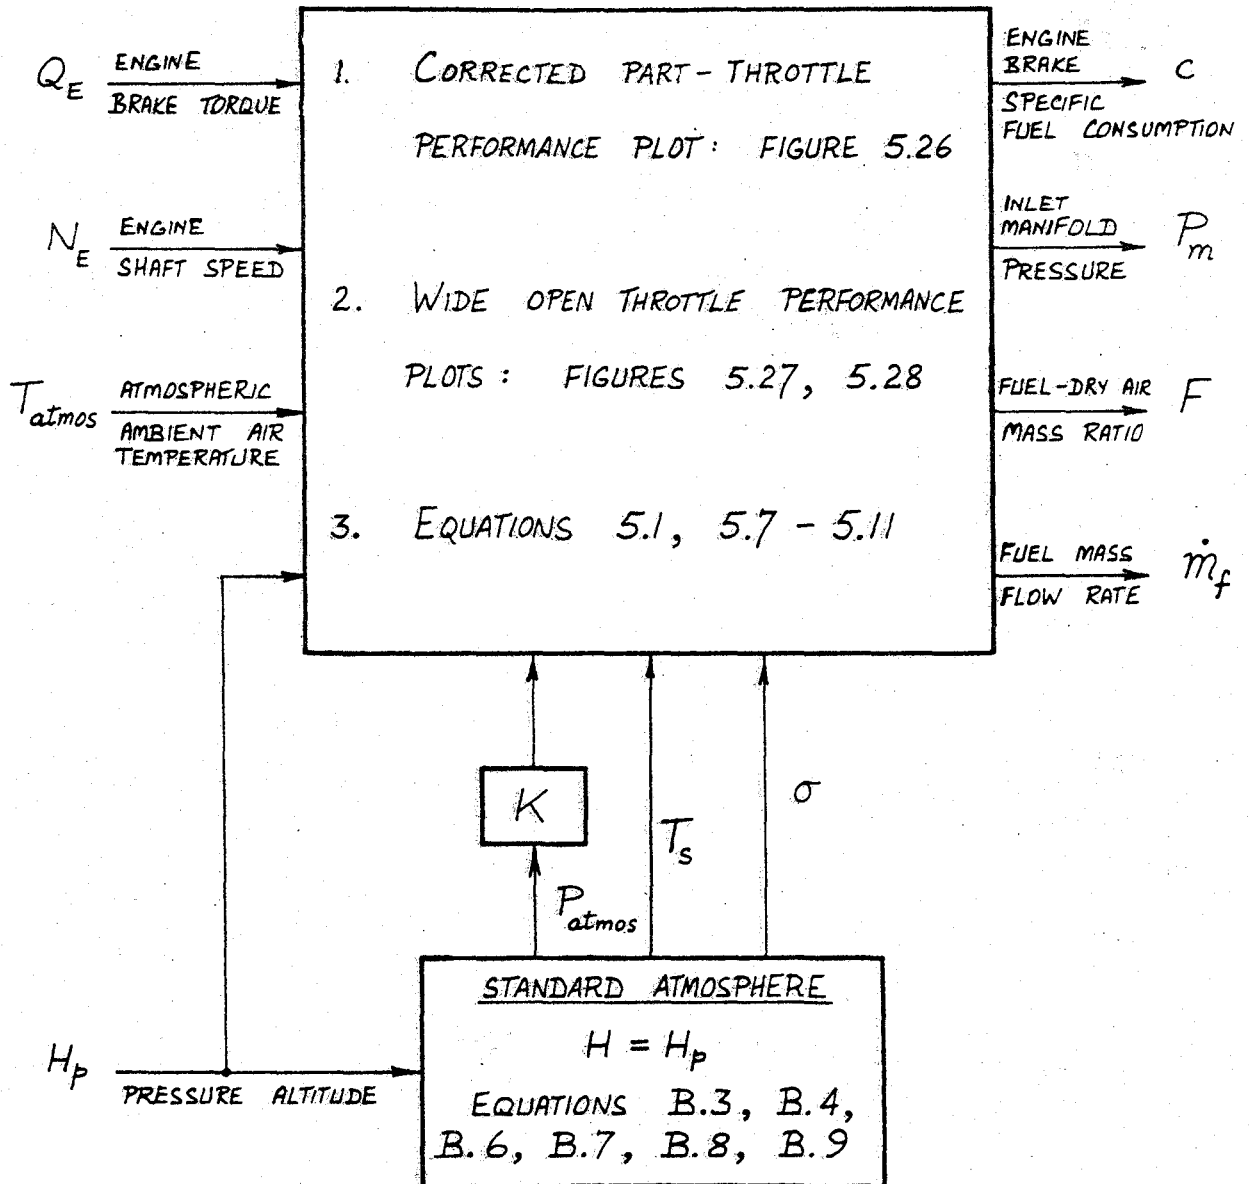 Q_E
ENGINE
BRAKE TORQUE
N_E
ENGINE
SHAFT SPEED
T_atmos
ATMOSPHERIC
AMBIENT AIR
TEMPERATURE
1. CORRECTED PART-THROTTLE
PERFORMANCE PLOT: FIGURE 5.26
2. WIDE OPEN THROTTLE PERFORMANCE
PLOTS: FIGURES 5.27, 5.28
3. EQUATIONS 5.1, 5.7 - 5.11
ENGINE
BRAKE
SPECIFIC
FUEL CONSUMPTION
c
INLET
MANIFOLD
PRESSURE
P_m
FUEL-DRY AIR
MASS RATIO
F
FUEL MASS
FLOW RATE
ṁ_f
K
P_atmos
T_s
σ
H_p
PRESSURE ALTITUDE
STANDARD ATMOSPHERE
H = H_p
EQUATIONS B.3, B.4,
B.6, B.7, B.8, B.9